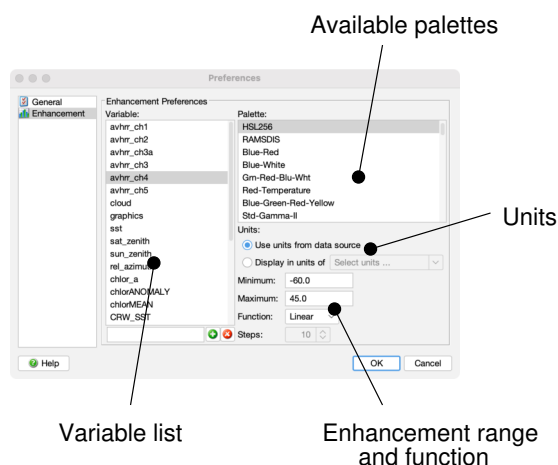 Available palettes
Preferences
General
Enhancement
Enhancement Preferences
Variable:
avhrr_ch1
avhrr_ch2
avhrr_ch3a
avhrr_ch3
avhrr_ch4
avhrr_ch5
cloud
graphics
sst
sat_zenith
sun_zenith
rel_azimuth
chlor_a
chlorANOMALY
chlorMEAN
CRW_SST
Palette:
HSL256
RAMSDIS
Blue-Red
Blue-White
Grn-Red-Blu-Wht
Red-Temperature
Blue-Green-Red-Yellow
Std-Gamma-II
Units:
Use units from data source
Display in units of Select units ...
Minimum: -60.0
Maximum: 45.0
Function: Linear
Steps: 10
Units
Help
OK Cancel
Variable list
Enhancement range
and function